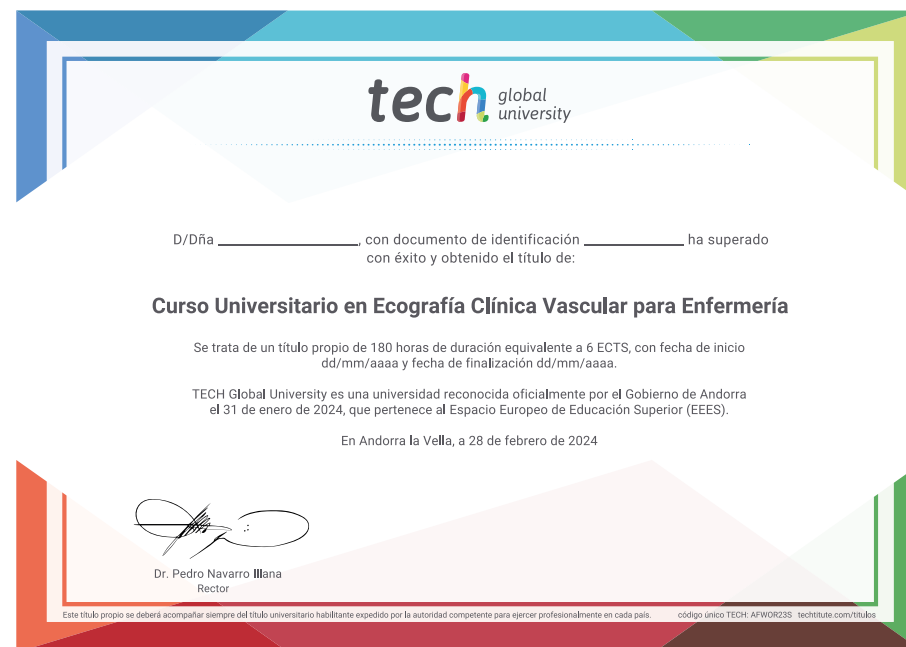 tech global university
D/Dña ____________________, con documento de identificación ______________ ha superado
con éxito y obtenido el título de:
Curso Universitario en Ecografía Clínica Vascular para Enfermería
Se trata de un título propio de 180 horas de duración equivalente a 6 ECTS, con fecha de inicio
dd/mm/aaaa y fecha de finalización dd/mm/aaaa.
TECH Global University es una universidad reconocida oficialmente por el Gobierno de Andorra
el 31 de enero de 2024, que pertenece al Espacio Europeo de Educación Superior (EEES).
En Andorra la Vella, a 28 de febrero de 2024
Dr. Pedro Navarro Illana
Rector
Este título propio se deberá acompañar siempre del título universitario habilitante expedido por la autoridad competente para ejercer profesionalmente en cada país. código único TECH: AFWOR23S techtitute.com/titulos